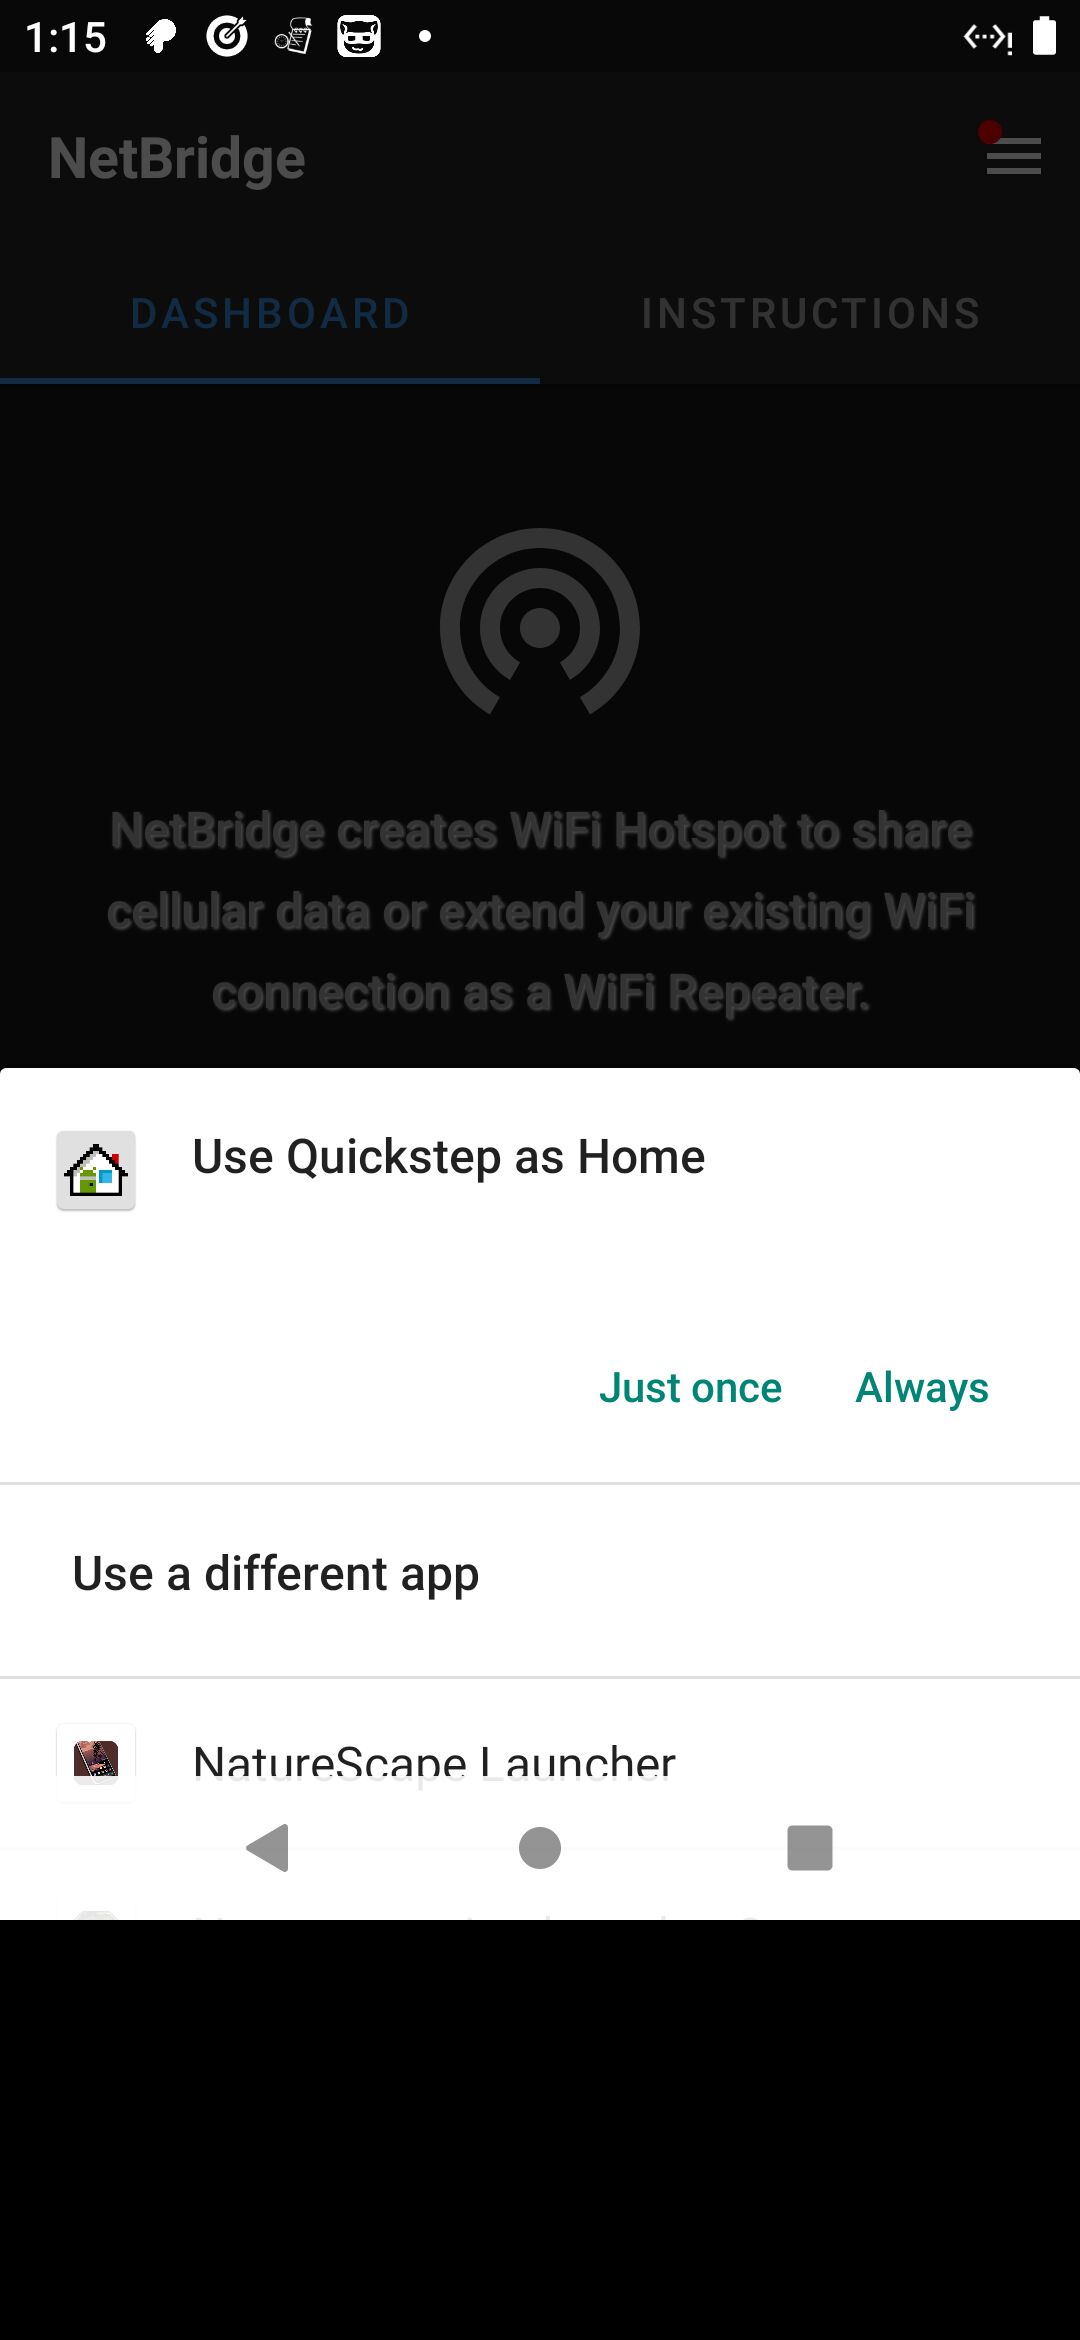 1:15
NetBridge
DASHBOARD
INSTRUCTIONS
NetBridge creates WiFi Hotspot to share
cellular data or extend your existing WiFi
connection as a WiFi Repeater.
Use Quickstep as Home
Just once
Always
Use a different app
NatureScape Launcher